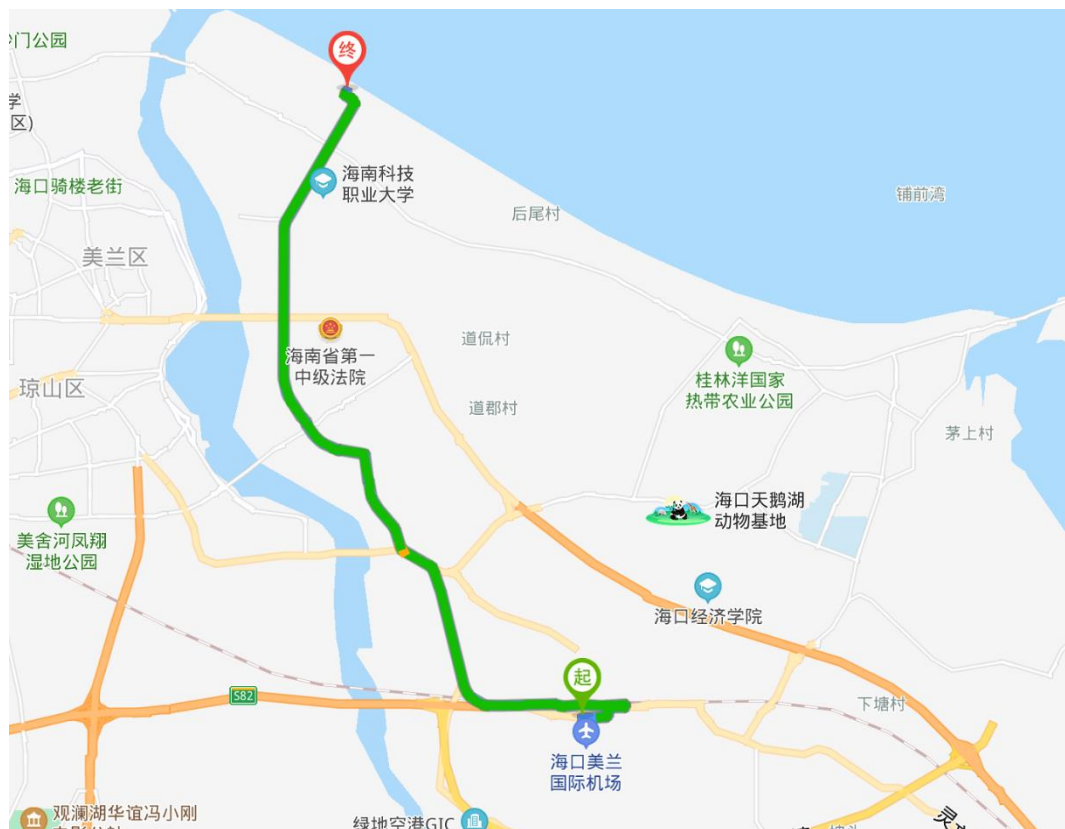 沙门公园
终
学
区)
海南科技
职业大学
海口骑楼老街
后尾村
铺前湾
美兰区
海南省第一
中级法院
道侃村
桂林洋国家
热带农业公园
琼山区
道郡村
茅上村
海口天鹅湖
动物基地
美舍河凤翔
湿地公园
海口经济学院
起
S82
下塘村
海口美兰
国际机场
观澜湖华谊冯小刚
绿地空港GIC